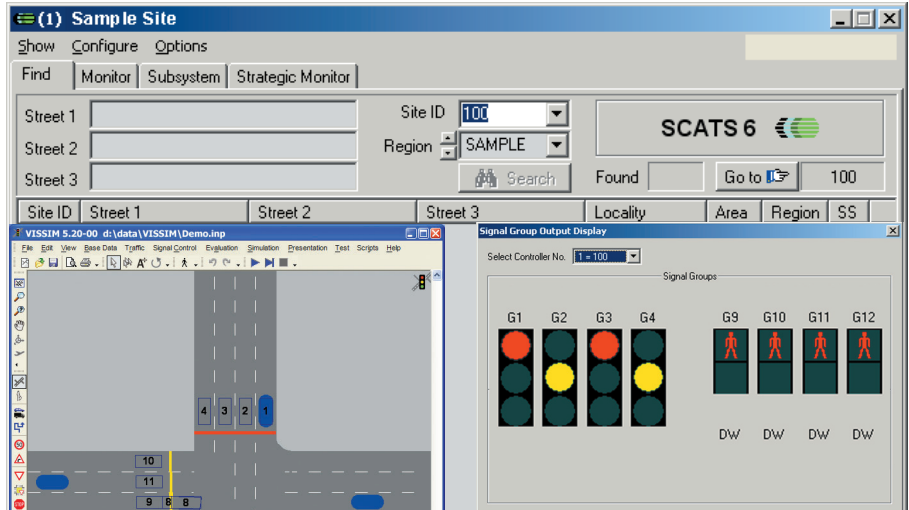 (1) Sample Site
Show Configure Options
Find Monitor Subsystem Strategic Monitor
Street 1
Street 2
Street 3
Site ID 100
Region SAMPLE
Search
SCATS 6
Found Go to 100
Site ID Street 1 Street 2 Street 3 Locality Area Region SS
VISSIM 5.20-00 d:\data\VISSIM\Demo.inp
File Edit View Base Data Traffic Signal Control Evaluation Simulation Presentation Test Scripts Help
4 3 2 1
10
11
9 8 8
50
STOP
Signal Group Output Display
Select Controller No. 1 = 100
Signal Groups
G1 G2 G3 G4 G9 G10 G11 G12
DW DW DW DW